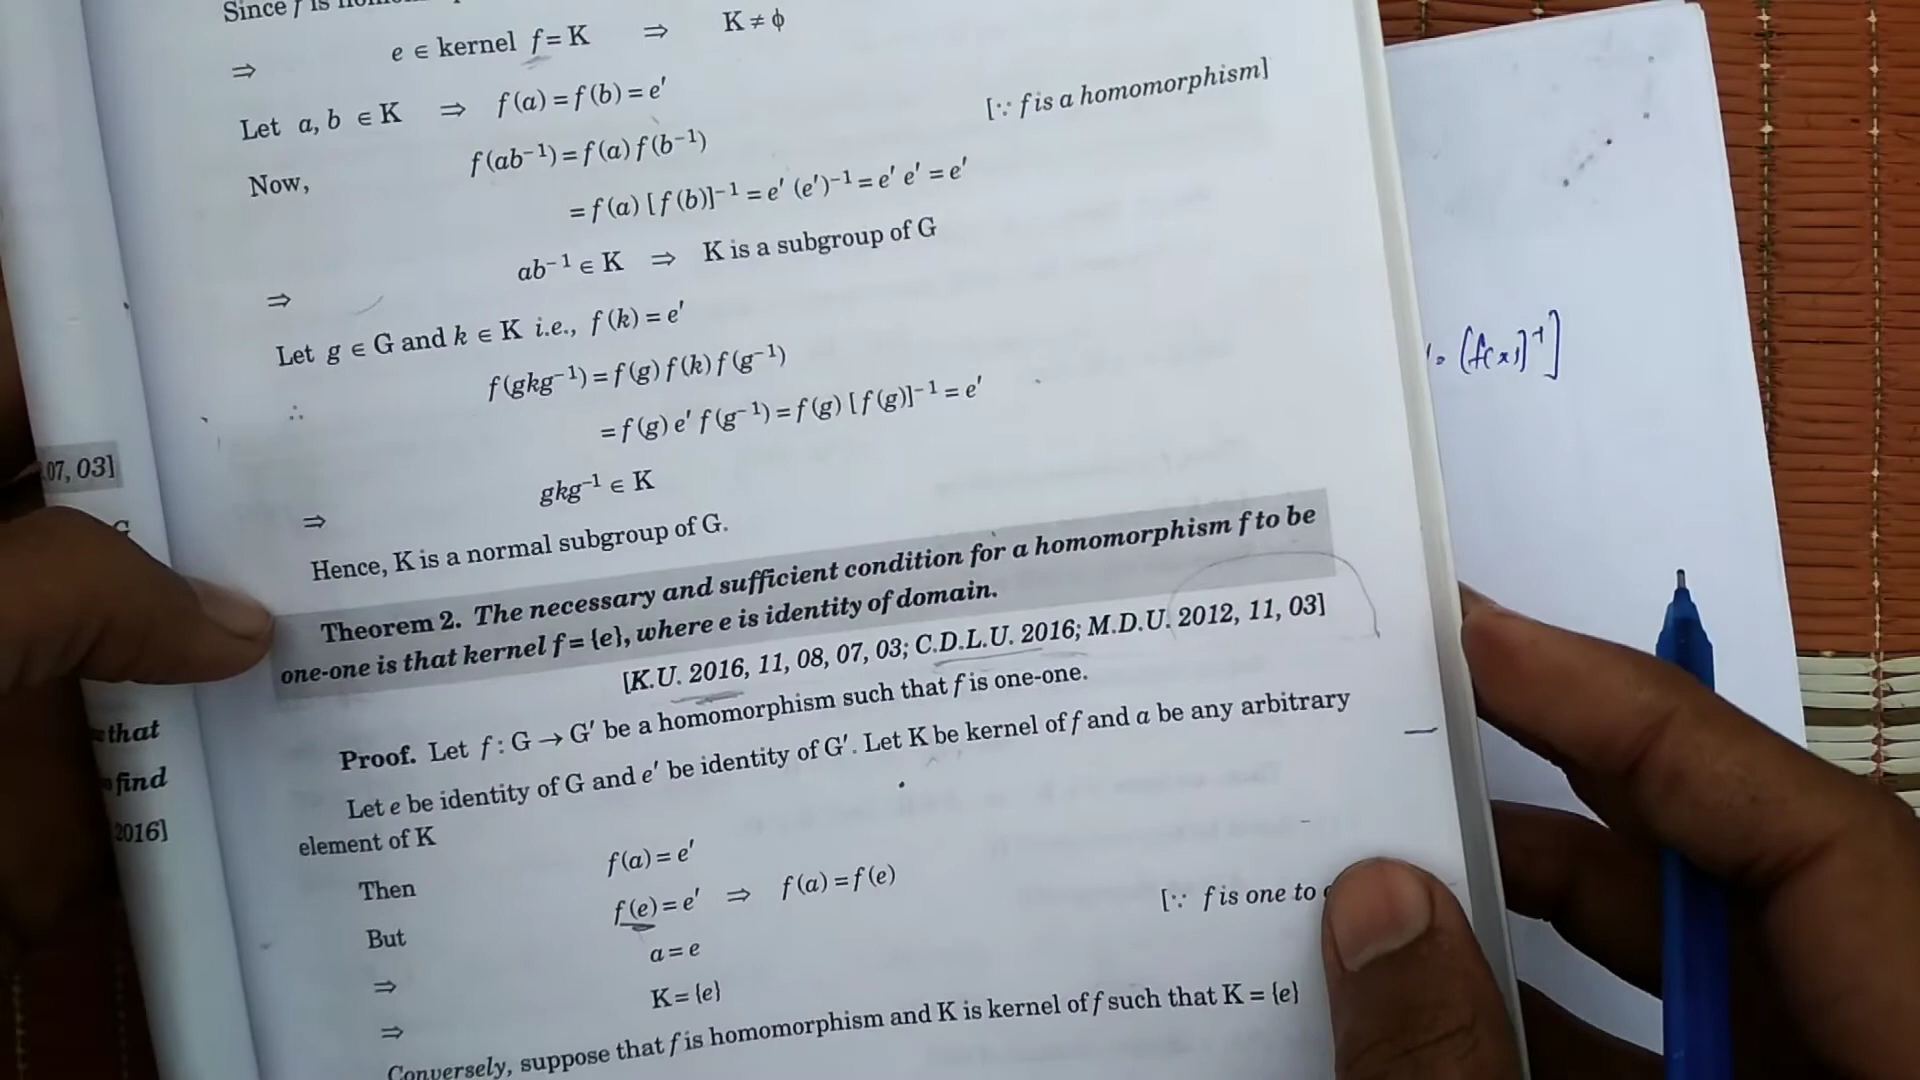 Since f is
⇒ e ∈ kernel f = K ⇒ K ≠ ϕ
Let a, b ∈ K ⇒ f(a) = f(b) = e′
Now, f(ab⁻¹) = f(a) f(b⁻¹) [∵ f is a homomorphism]
= f(a) [f(b)]⁻¹ = e′ (e′)⁻¹ = e′ e′ = e′
⇒ ab⁻¹ ∈ K ⇒ K is a subgroup of G
Let g ∈ G and k ∈ K i.e., f(k) = e′
∴ f(gkg⁻¹) = f(g) f(k) f(g⁻¹)
= f(g) e′ f(g⁻¹) = f(g) [f(g)]⁻¹ = e′
⇒ gkg⁻¹ ∈ K
Hence, K is a normal subgroup of G.
Theorem 2. The necessary and sufficient condition for a homomorphism f to be
one-one is that kernel f = {e}, where e is identity of domain.
[K.U. 2016, 11, 08, 07, 03; C.D.L.U. 2016; M.D.U. 2012, 11, 03]
Proof. Let f : G → G′ be a homomorphism such that f is one-one.
Let e be identity of G and e′ be identity of G′. Let K be kernel of f and a be any arbitrary
element of K
Then f(a) = e′
But f(e) = e′ ⇒ f(a) = f(e)
⇒ a = e [∵ f is one to
⇒ K = {e}
Conversely, suppose that f is homomorphism and K is kernel of f such that K = {e}
07, 03]
G
that
find
2016]
= [f(x)]⁻¹]